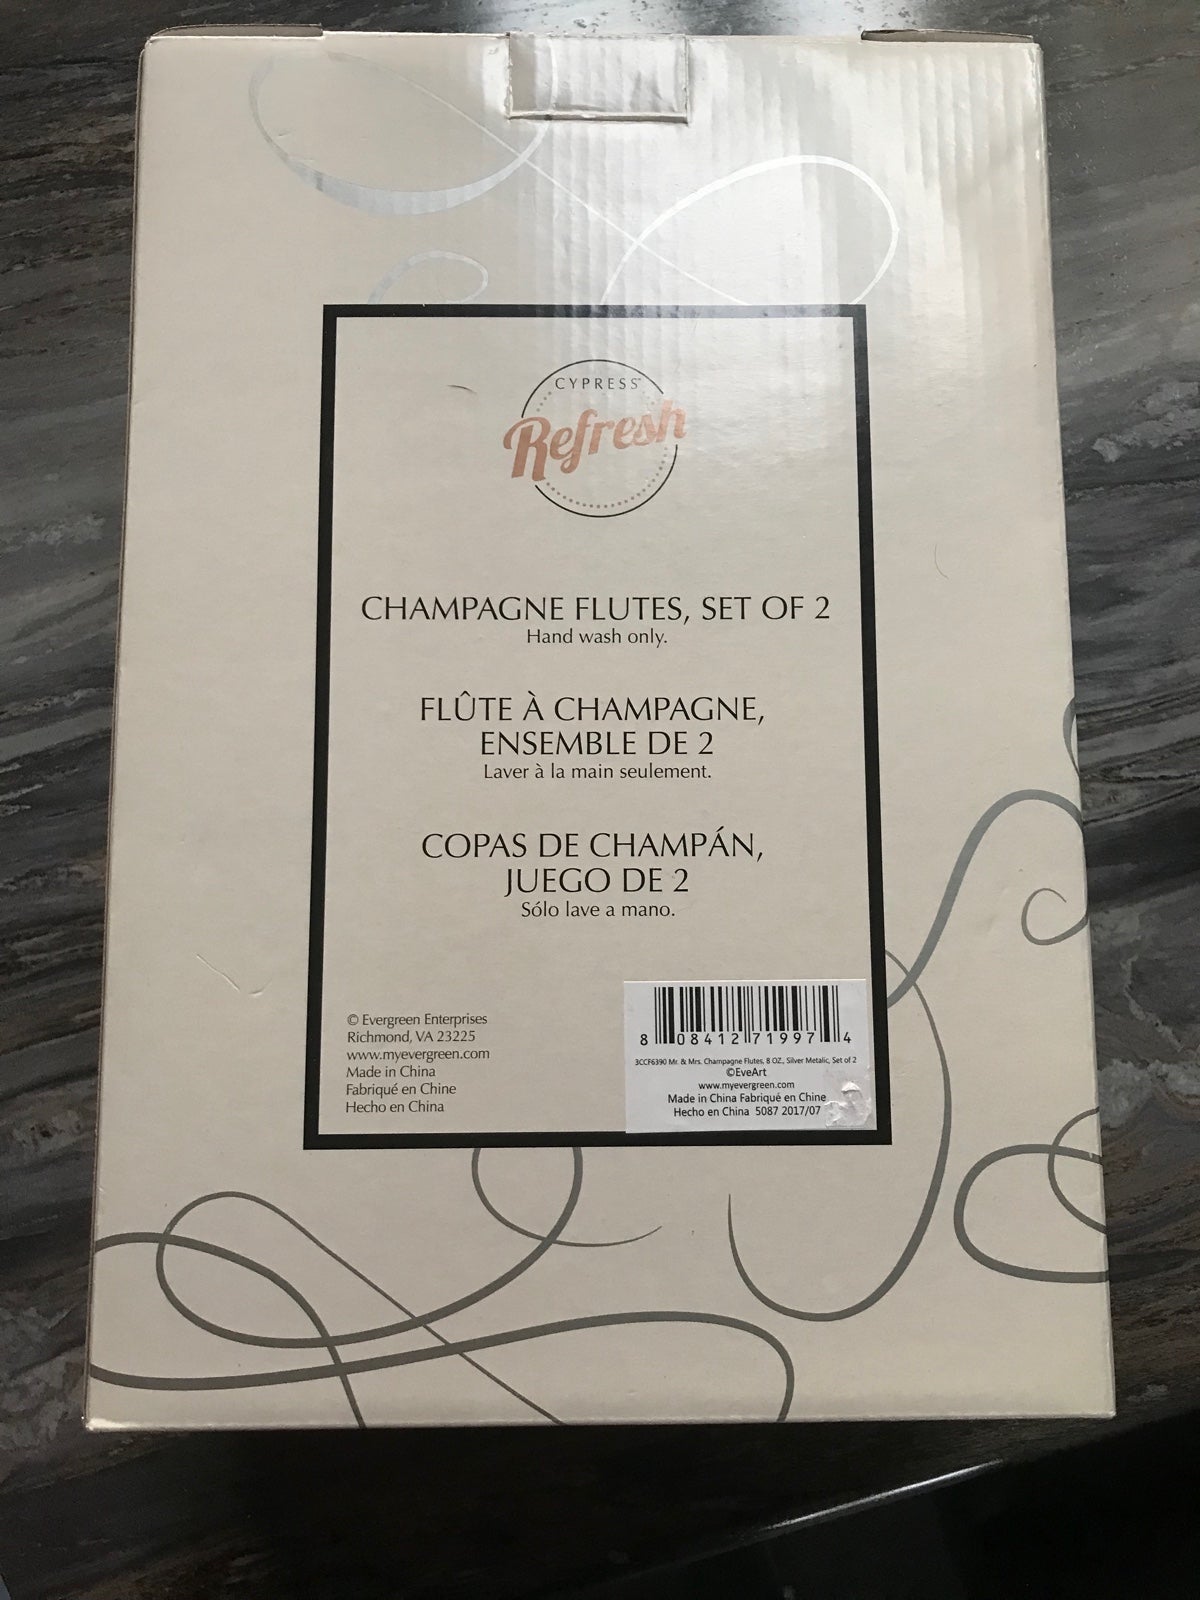 CYPRESS™
Refresh
CHAMPAGNE FLUTES, SET OF 2
Hand wash only.
FLÛTE À CHAMPAGNE,
ENSEMBLE DE 2
Laver à la main seulement.
COPAS DE CHAMPÁN,
JUEGO DE 2
Sólo lave a mano.
© Evergreen Enterprises
Richmond, VA 23225
www.myevergreen.com
Made in China
Fabriqué en Chine
Hecho en China
8 08412 71997 4
3CCF6390 Mr. & Mrs. Champagne Flutes, 8 OZ., Silver Metalic, Set of 2
©EveArt
www.myevergreen.com
Made in China Fabriqué en Chine
Hecho en China 5087 2017/07